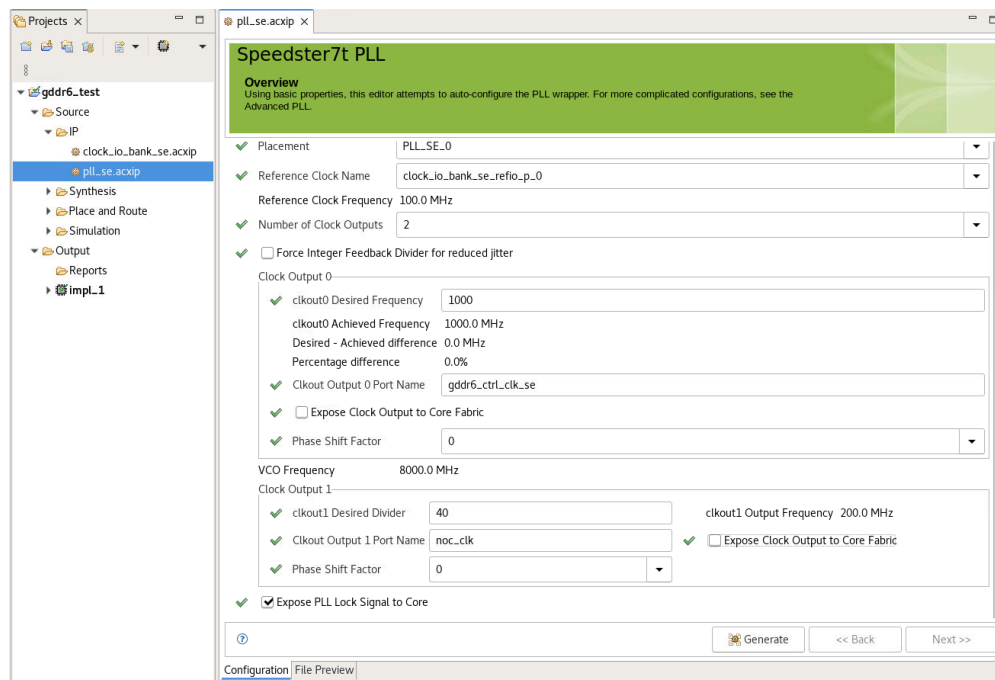 Projects
pll_se.acxip
gddr6_test
Source
IP
clock_io_bank_se.acxip
pll_se.acxip
Synthesis
Place and Route
Simulation
Output
Reports
impl_1
Speedster7t PLL
Overview
Using basic properties, this editor attempts to auto-configure the PLL wrapper. For more complicated configurations, see the
Advanced PLL.
Placement PLL_SE_0
Reference Clock Name clock_io_bank_se_refio_p_0
Reference Clock Frequency 100.0 MHz
Number of Clock Outputs 2
Force Integer Feedback Divider for reduced jitter
Clock Output 0
clkout0 Desired Frequency 1000
clkout0 Achieved Frequency 1000.0 MHz
Desired - Achieved difference 0.0 MHz
Percentage difference 0.0%
Clkout Output 0 Port Name gddr6_ctrl_clk_se
Expose Clock Output to Core Fabric
Phase Shift Factor 0
VCO Frequency 8000.0 MHz
Clock Output 1
clkout1 Desired Divider 40 clkout1 Output Frequency 200.0 MHz
Clkout Output 1 Port Name noc_clk Expose Clock Output to Core Fabric
Phase Shift Factor 0
Expose PLL Lock Signal to Core
Generate << Back Next >>
Configuration File Preview